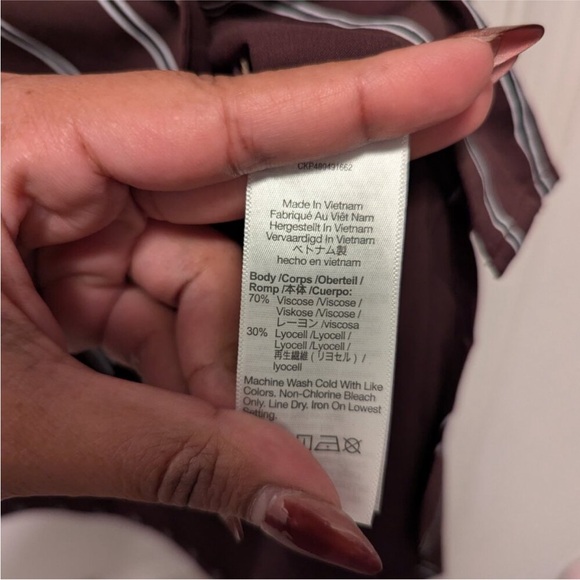 CKP480491662
Made In Vietnam
Fabriqué Au Viêt Nam
Hergestellt In Vietnam
Vervaardigd In Vietnam
ベトナム製
hecho en vietnam
Body /Corps /Oberteil /
Romp /本体 /Cuerpo:
70% Viscose /Viscose /
Viskose /Viscose /
レーヨン /viscosa
30% Lyocell /Lyocell /
Lyocell /Lyocell /
再生繊維 (リヨセル) /
lyocell
Machine Wash Cold With Like
Colors. Non-Chlorine Bleach
Only. Line Dry. Iron On Lowest
Setting.